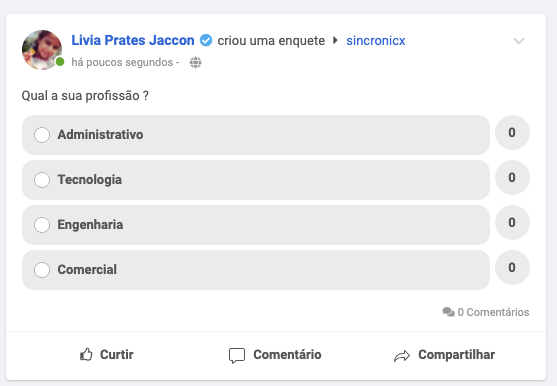 Livia Prates Jaccon criou uma enquete sincronicx
há poucos segundos -
Qual a sua profissão ?
Administrativo 0
Tecnologia 0
Engenharia 0
Comercial 0
0 Comentários
Curtir Comentário Compartilhar